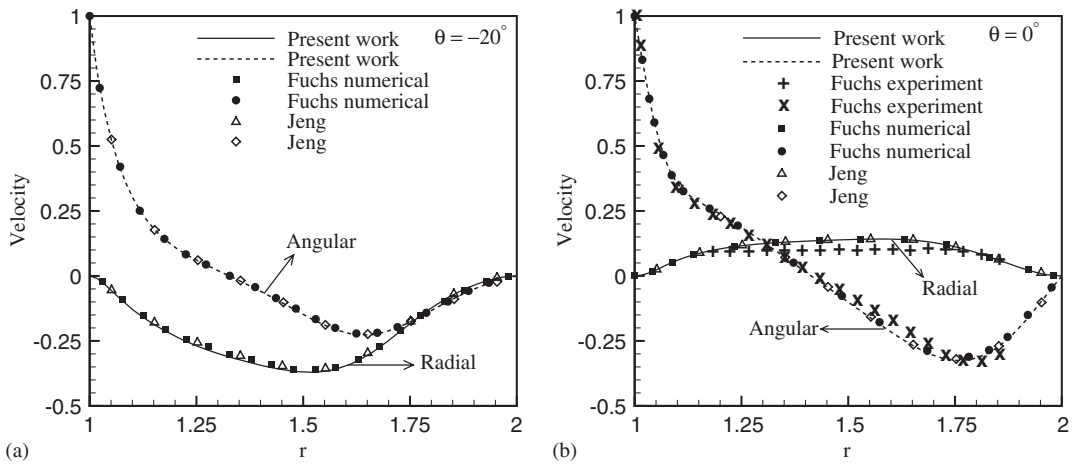 θ = −20°
Present work
Present work
Fuchs numerical
Fuchs numerical
Jeng
Jeng
Angular
Radial
Velocity
1
0.75
0.5
0.25
0
-0.25
-0.5
1
1.25
1.5
1.75
2
r
(a)
θ = 0°
Present work
Present work
Fuchs experiment
Fuchs experiment
Fuchs numerical
Fuchs numerical
Jeng
Jeng
Radial
Angular
Velocity
1
0.75
0.5
0.25
0
-0.25
-0.5
1
1.25
1.5
1.75
2
r
(b)